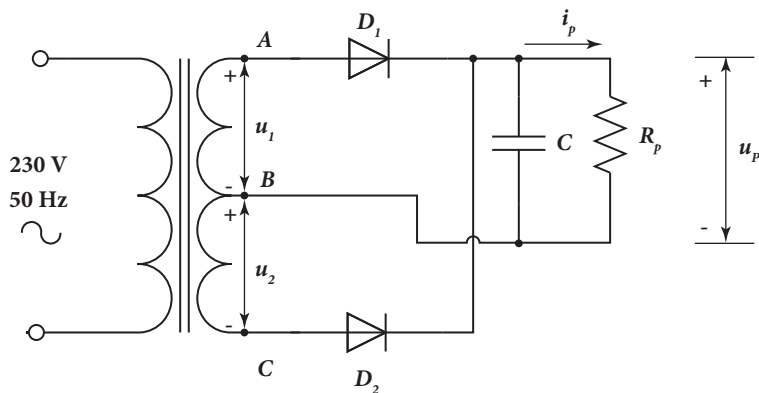 A
D1
ip
+
u1
C
Rp
+
up
-
230 V
50 Hz
-
B
+
u2
-
C
D2
-